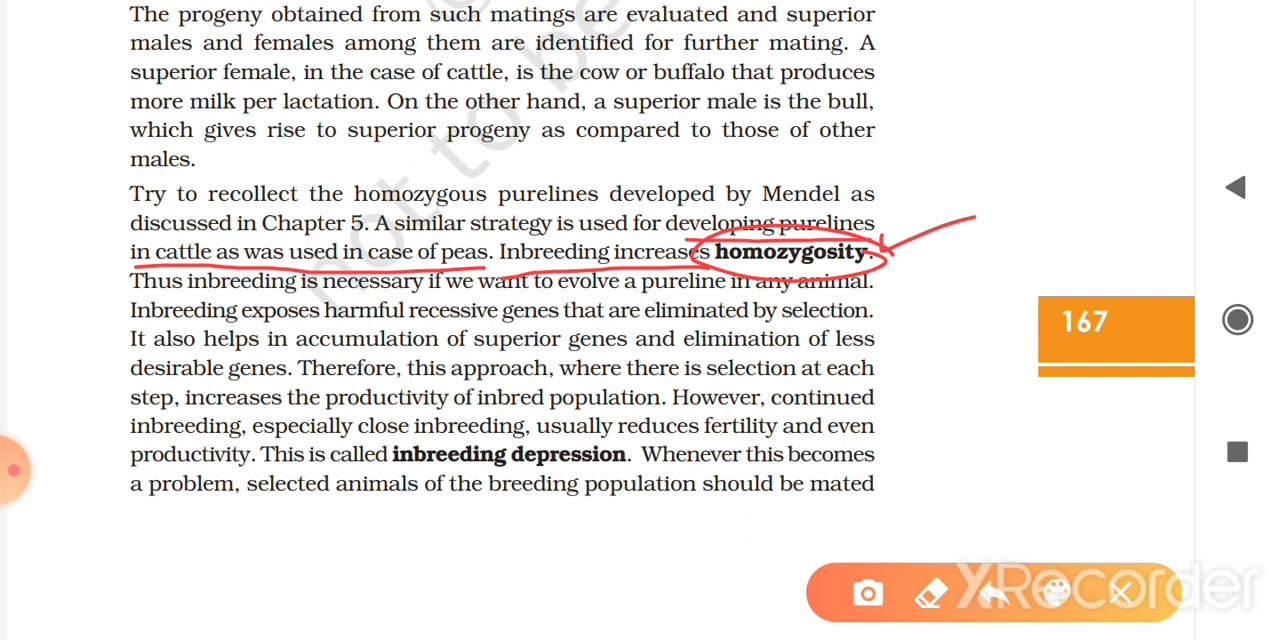 The progeny obtained from such matings are evaluated and superior
males and females among them are identified for further mating. A
superior female, in the case of cattle, is the cow or buffalo that produces
more milk per lactation. On the other hand, a superior male is the bull,
which gives rise to superior progeny as compared to those of other
males.
Try to recollect the homozygous purelines developed by Mendel as
discussed in Chapter 5. A similar strategy is used for developing purelines
in cattle as was used in case of peas. Inbreeding increases homozygosity.
Thus inbreeding is necessary if we want to evolve a pureline in any animal.
Inbreeding exposes harmful recessive genes that are eliminated by selection.
It also helps in accumulation of superior genes and elimination of less
desirable genes. Therefore, this approach, where there is selection at each
step, increases the productivity of inbred population. However, continued
inbreeding, especially close inbreeding, usually reduces fertility and even
productivity. This is called inbreeding depression. Whenever this becomes
a problem, selected animals of the breeding population should be mated
not to be
167
XRecorder